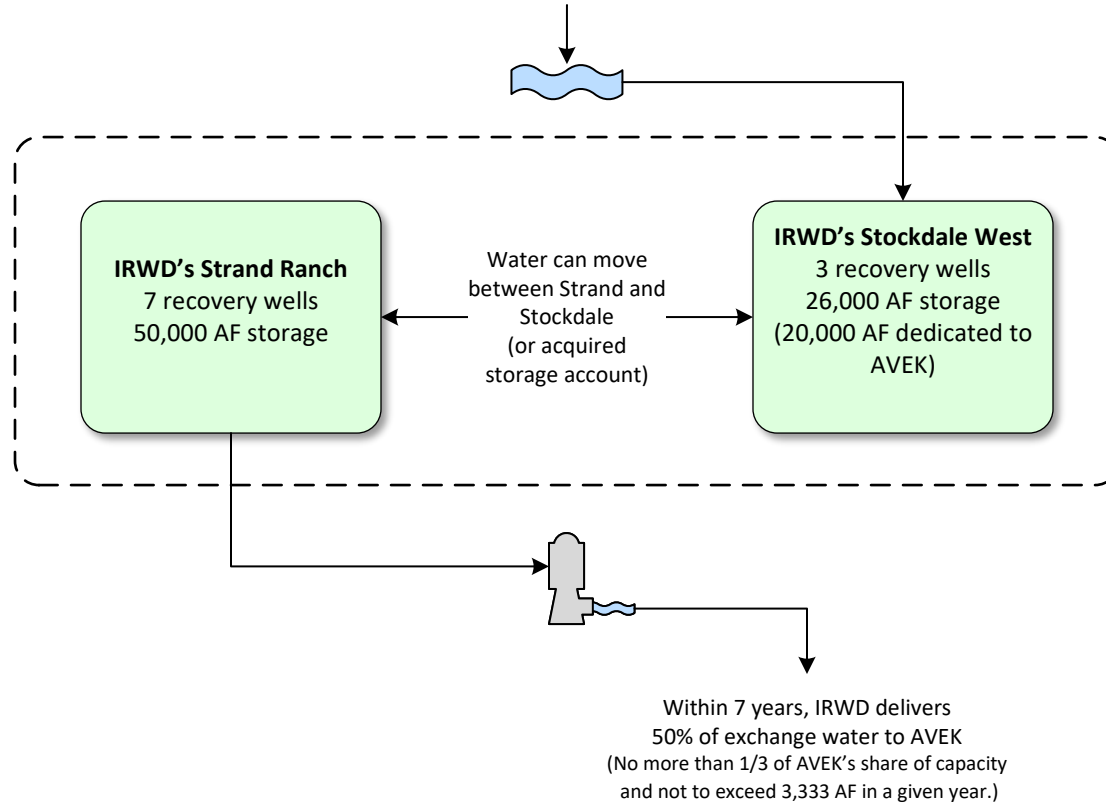 IRWD’s Strand Ranch
7 recovery wells
50,000 AF storage
Water can move
between Strand and
Stockdale
(or acquired
storage account)
IRWD’s Stockdale West
3 recovery wells
26,000 AF storage
(20,000 AF dedicated to
AVEK)
Within 7 years, IRWD delivers
50% of exchange water to AVEK
(No more than 1/3 of AVEK’s share of capacity
and not to exceed 3,333 AF in a given year.)